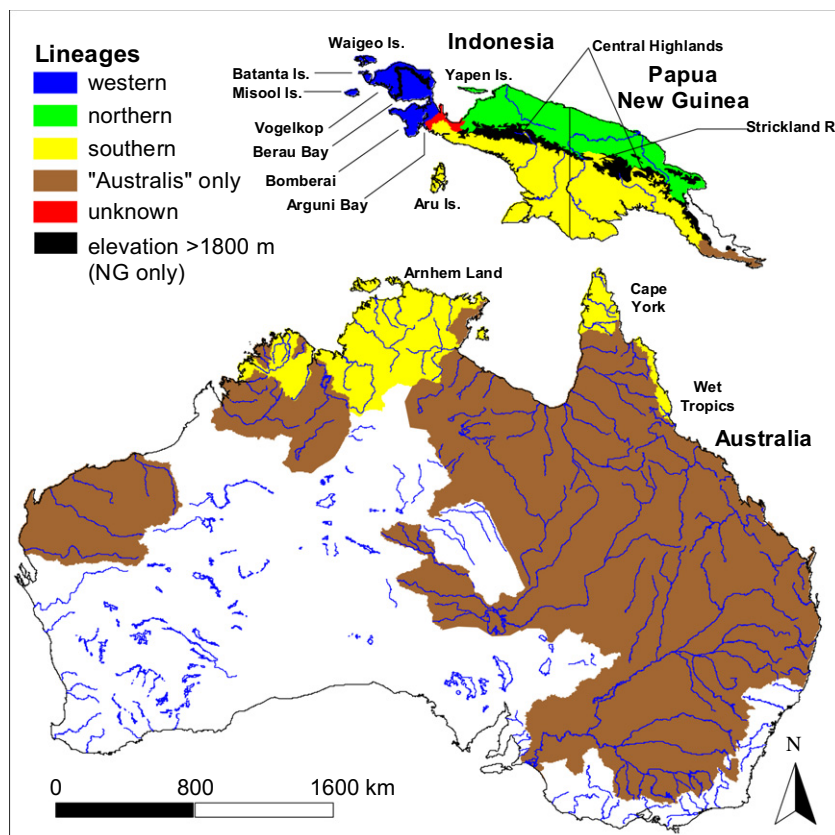 Lineages
western
northern
southern
"Australis" only
unknown
elevation >1800 m
(NG only)
Waigeo Is.
Batanta Is.
Misool Is.
Vogelkop
Berau Bay
Bomberai
Arguni Bay
Indonesia
Yapen Is.
Aru Is.
Central Highlands
Papua
New Guinea
Strickland R
Arnhem Land
Cape
York
Wet
Tropics
Australia
N
0 800 1600 km